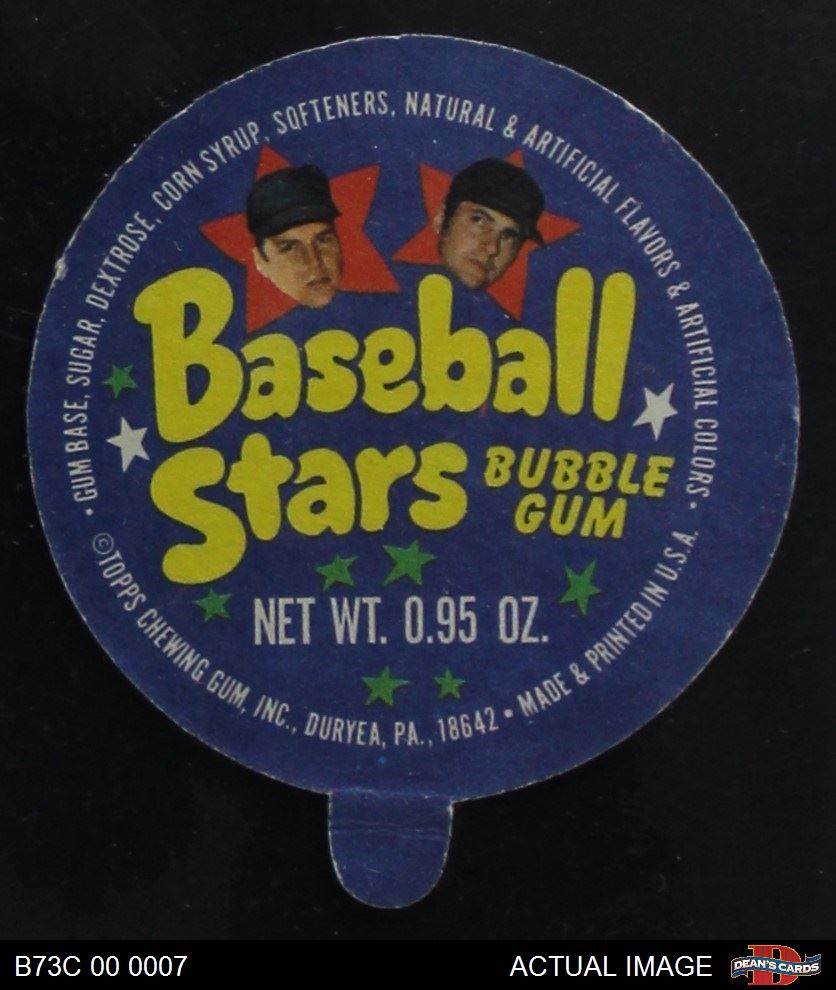 • GUM BASE, SUGAR, DEXTROSE, CORN SYRUP, SOFTENERS, NATURAL & ARTIFICIAL FLAVORS & ARTIFICIAL COLORS •
Baseball
Stars BUBBLE
GUM
NET WT. 0.95 OZ.
©TOPPS CHEWING GUM, INC., DURYEA, PA., 18642 • MADE & PRINTED IN U.S.A.
B73C 00 0007 ACTUAL IMAGE DEAN'S CARDS